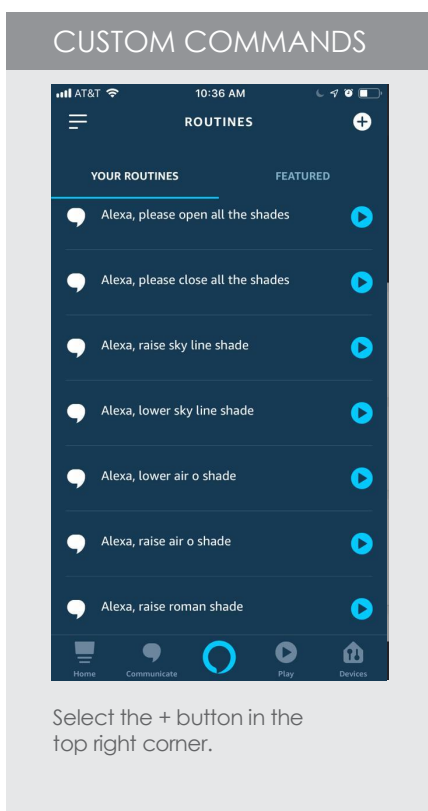 CUSTOM COMMANDS
AT&T 10:36 AM
ROUTINES
YOUR ROUTINES FEATURED
Alexa, please open all the shades
Alexa, please close all the shades
Alexa, raise sky line shade
Alexa, lower sky line shade
Alexa, lower air o shade
Alexa, raise air o shade
Alexa, raise roman shade
Home Communicate Play Devices
Select the + button in the
top right corner.